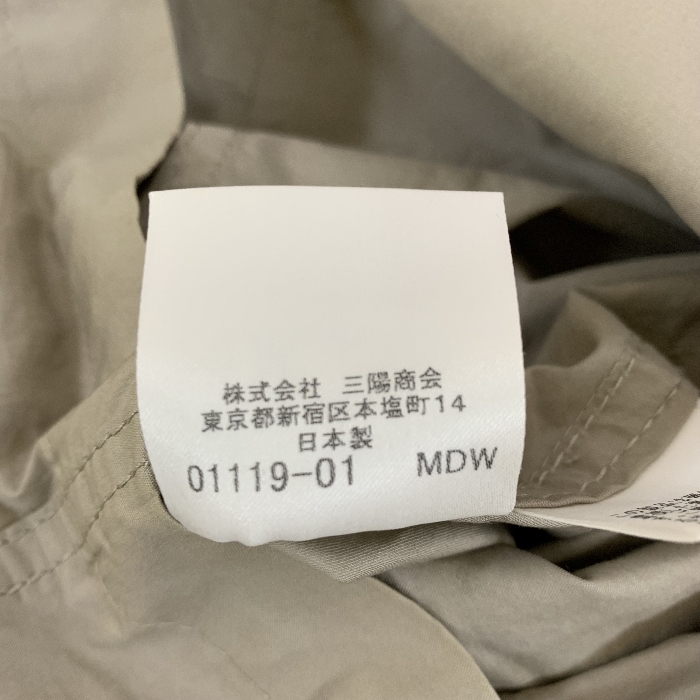 株式会社 三陽商会
東京都新宿区本塩町14
日本製
01119-01 MDW